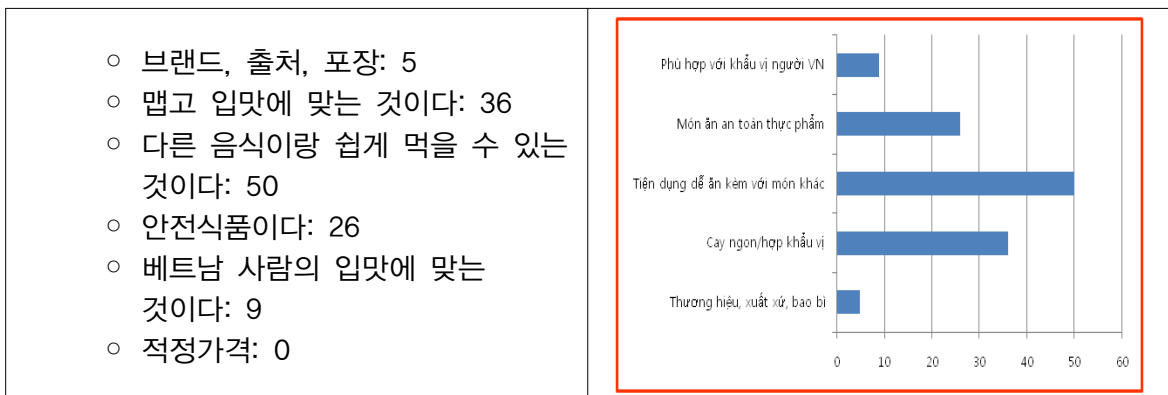 ○ 브랜드, 출처, 포장: 5
○ 맵고 입맛에 맞는 것이다: 36
○ 다른 음식이랑 쉽게 먹을 수 있는
것이다: 50
○ 안전식품이다: 26
○ 베트남 사람의 입맛에 맞는
것이다: 9
○ 적정가격: 0
Phù hợp với khẩu vị người VN
Món ăn an toàn thực phẩm
Tiện dụng dễ ăn kèm với món khác
Cay ngon/hợp khẩu vị
Thương hiệu, xuất xứ, bao bì
0 10 20 30 40 50 60